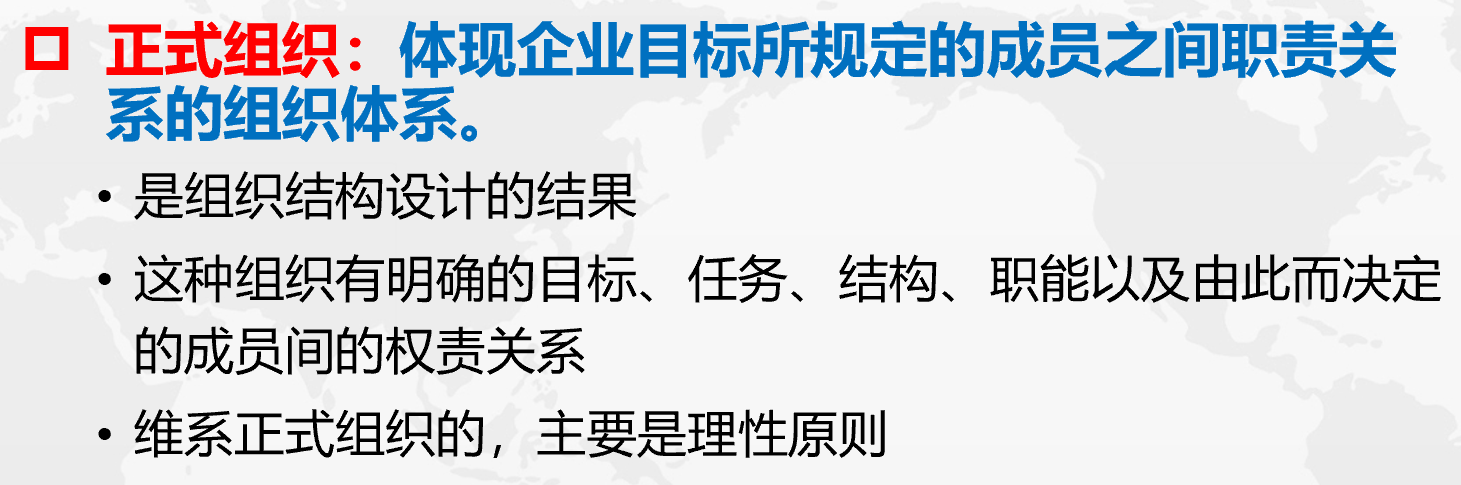 正式组织：体现企业目标所规定的成员之间职责关
系的组织体系。
• 是组织结构设计的结果
• 这种组织有明确的目标、任务、结构、职能以及由此而决定
的成员间的权责关系
• 维系正式组织的，主要是理性原则